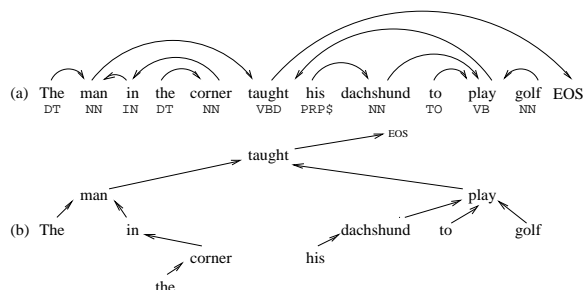 (a) The man in the corner taught his dachshund to play golf EOS
DT NN IN DT NN VBD PRP$ NN TO VB NN
EOS
taught
man play
(b) The in dachshund to golf
corner his
the